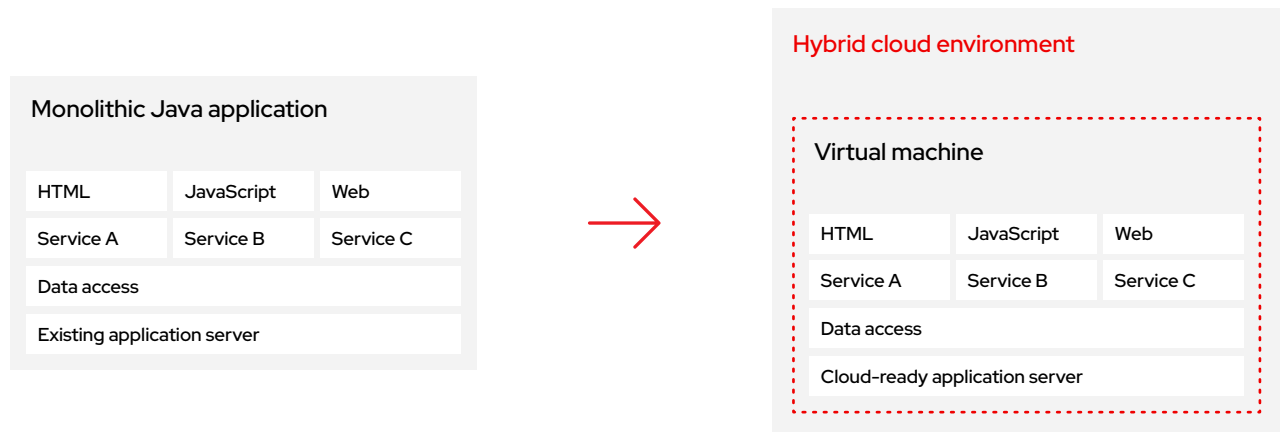 Monolithic Java application
HTML
JavaScript
Web
Service A
Service B
Service C
Data access
Existing application server
Hybrid cloud environment
Virtual machine
HTML
JavaScript
Web
Service A
Service B
Service C
Data access
Cloud-ready application server